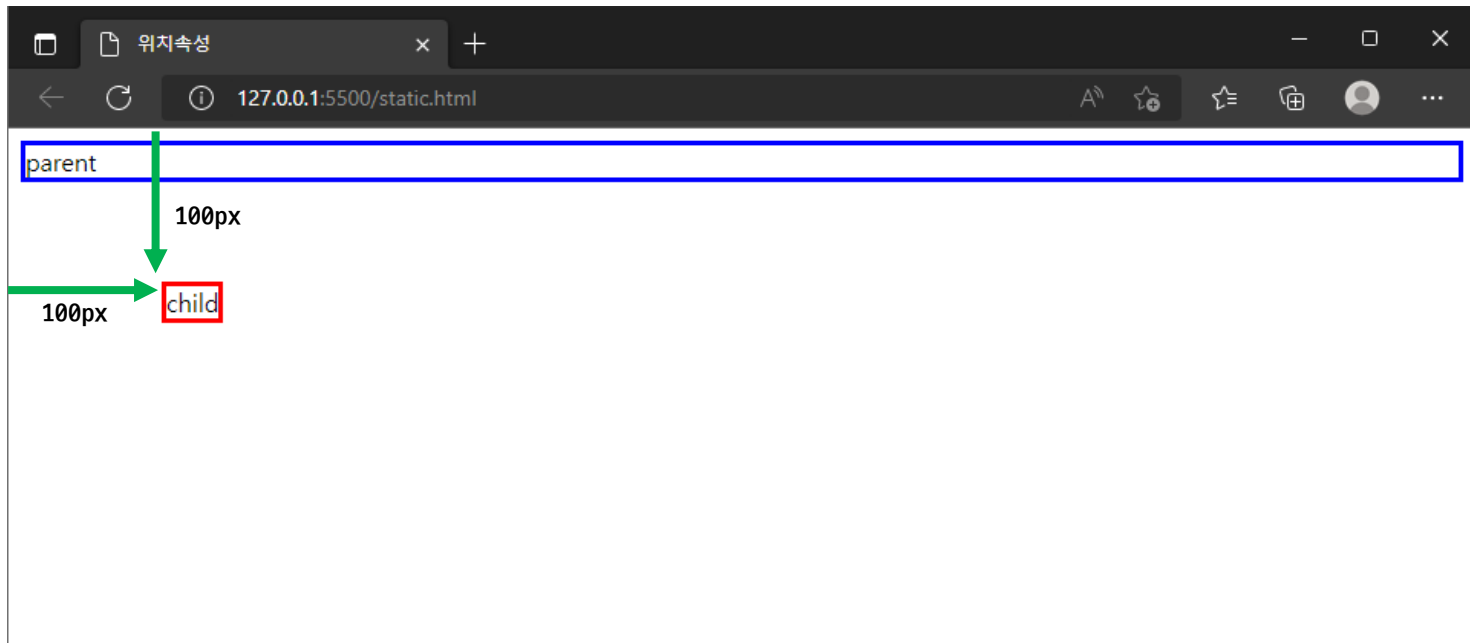 위치속성
127.0.0.1:5500/static.html
parent
100px
child
100px